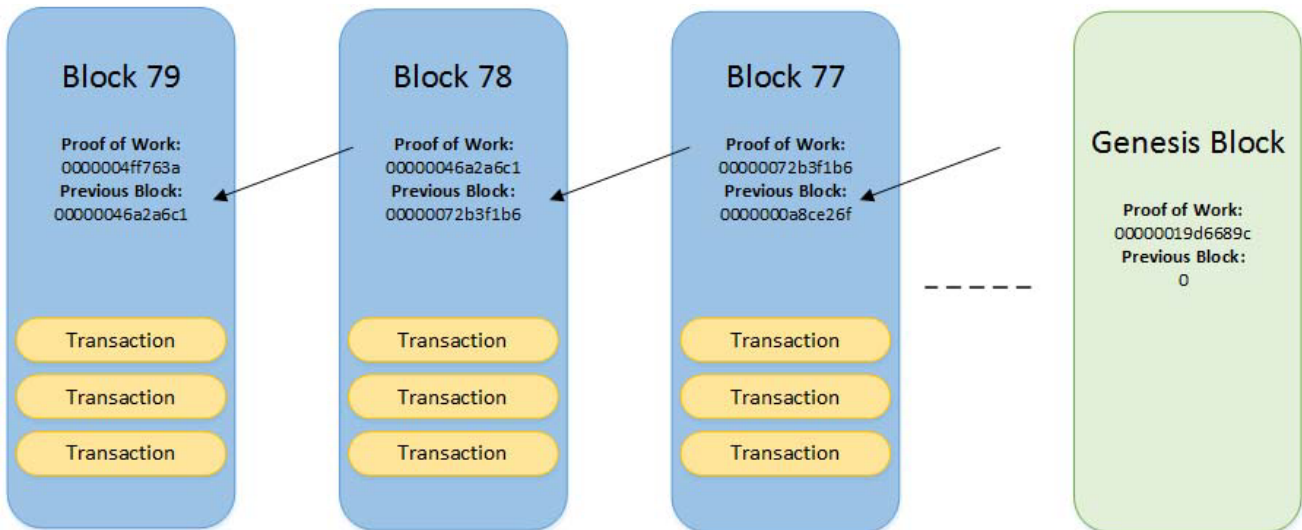 Block 79
Proof of Work:
0000004ff763a
Previous Block:
00000046a2a6c1
Transaction
Transaction
Transaction
Block 78
Proof of Work:
00000046a2a6c1
Previous Block:
00000072b3f1b6
Transaction
Transaction
Transaction
Block 77
Proof of Work:
00000072b3f1b6
Previous Block:
0000000a8ce26f
Transaction
Transaction
Transaction
Genesis Block
Proof of Work:
00000019d6689c
Previous Block:
0